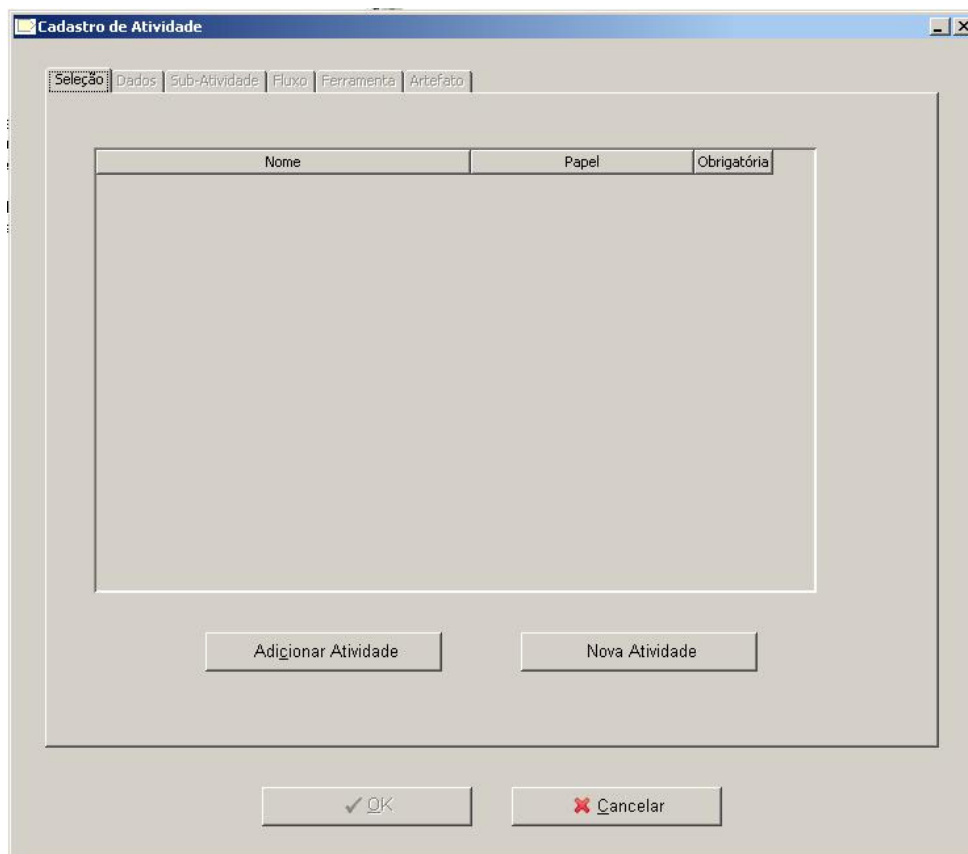 Cadastro de Atividade
Seleção Dados Sub-Atividade Fluxo Ferramenta Artefato
Nome Papel Obrigatória
Adicionar Atividade Nova Atividade
OK Cancelar